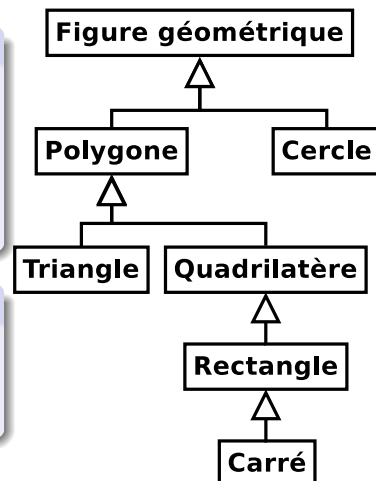 Figure géométrique
Polygone
Cercle
Triangle
Quadrilatère
Rectangle
Carré